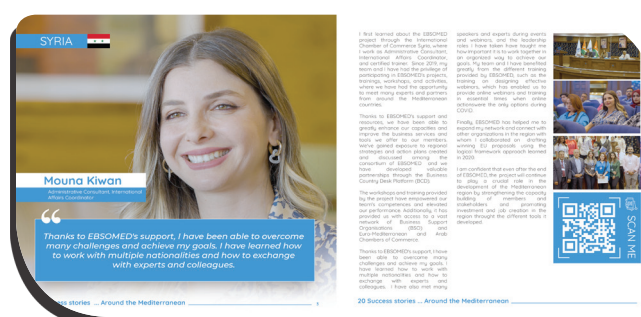 SYRIA
Mouna Kiwan
Administrative Consultant, International
Affairs Coordinator
Thanks to EBSOMED's support, I have been able to overcome
many challenges and achieve my goals. I have learned how
to work with multiple nationalities and how to exchange
with experts and colleagues.
ss stories ... Around the Mediterranean
I first learned about the EBSOMED
project through the International
Chamber of Commerce Syria, where
I work as Administrative Consultant,
International Affairs Coordinator,
and certified trainer. Since 2019 my
team and I have had the privilege of
participating in EBSOMED's projects,
trainings, workshops, and activities,
where we have had the opportunity
to meet many experts and partners
from around the Mediterranean
countries.
Thanks to EBSOMED's support and
resources, we have been able to
greatly enhance our capacities and
improve the business services and
tools we offer to our members.
We've gained exposure to regional
strategies and action plans created
and discussed among the
consortium of EBSOMED and we
have developed valuable
partnerships through the Business
Country Desk Platform (BCD).
The workshops and training provided
by the project have empowered our
team's competences and elevated
our performance. Additionally, it has
provided us with access to a vast
network of Business Support
Organisations (BSO) and
Euro-Mediterranean and Arab
Chambers of Commerce.
Thanks to EBSOMED's support, I have
been able to overcome many
challenges and achieve my goals. I
have learned how to work with
multiple nationalities and how to
exchange with experts and
colleagues. I have also met many
speakers and experts during events
and webinars, and the leadership
roles I have taken have taught me
how important it is to work together in
an organized way to achieve our
goals. My team and I have benefited
greatly from the different training
provided by EBSOMED, such as the
training on designing effective
webinars, which has enabled us to
provide online webinars and training
in essential times when online
actions were the only options during
COVID.
Finally, EBSOMED has helped me to
expand my network and connect with
other organisations in the region with
whom I collaborated on drafting
winning EU proposals using the
logical framework approach learned
in 2020.
I am confident that even after the end
of EBSOMED, the project will continue
to play a crucial role in the
development of the Mediterranean
region by strengthening the capacity
building of members and
stakeholders and promoting
investment and job creation in the
region throught the different tools it
developed.
SCAN ME
20 Success stories ... Around the Mediterranean